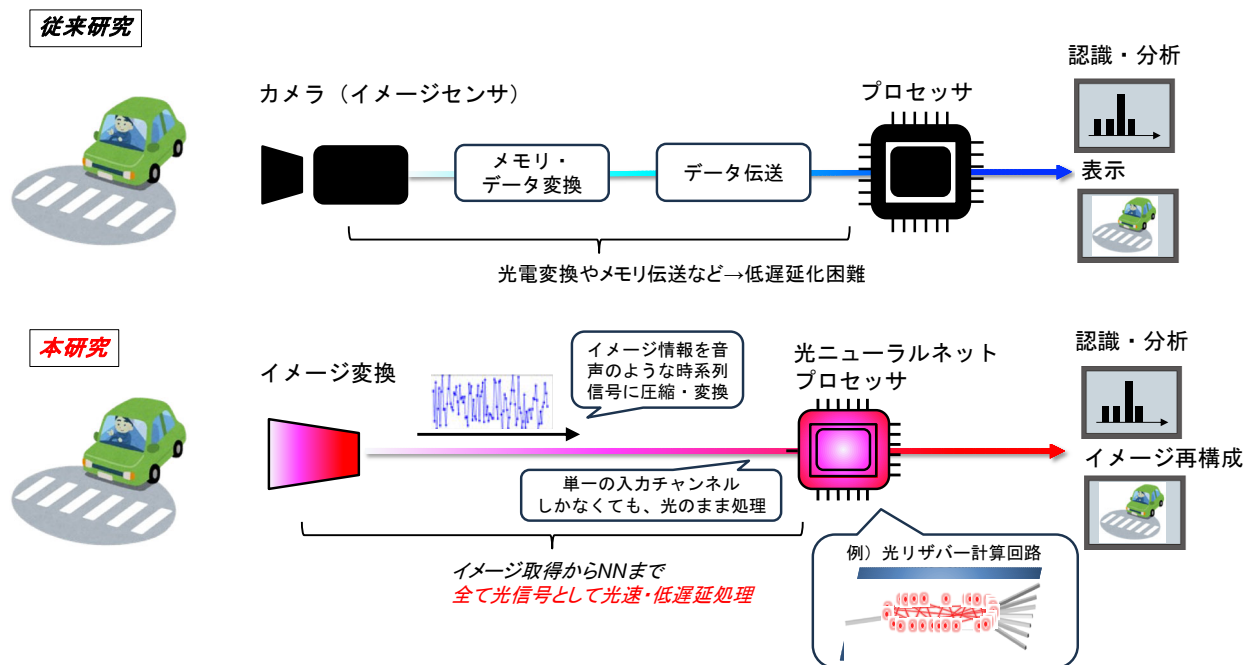 従来研究
カメラ（イメージセンサ）
メモリ・
データ変換
データ伝送
プロセッサ
認識・分析
表示
光電変換やメモリ伝送など→低遅延化困難
本研究
イメージ変換
イメージ情報を音
声のような時系列
信号に圧縮・変換
光ニューラルネット
プロセッサ
認識・分析
イメージ再構成
単一の入力チャンネル
しかなくても、光のまま処理
イメージ取得からNNまで
全て光信号として光速・低遅延処理
例）光リザバー計算回路